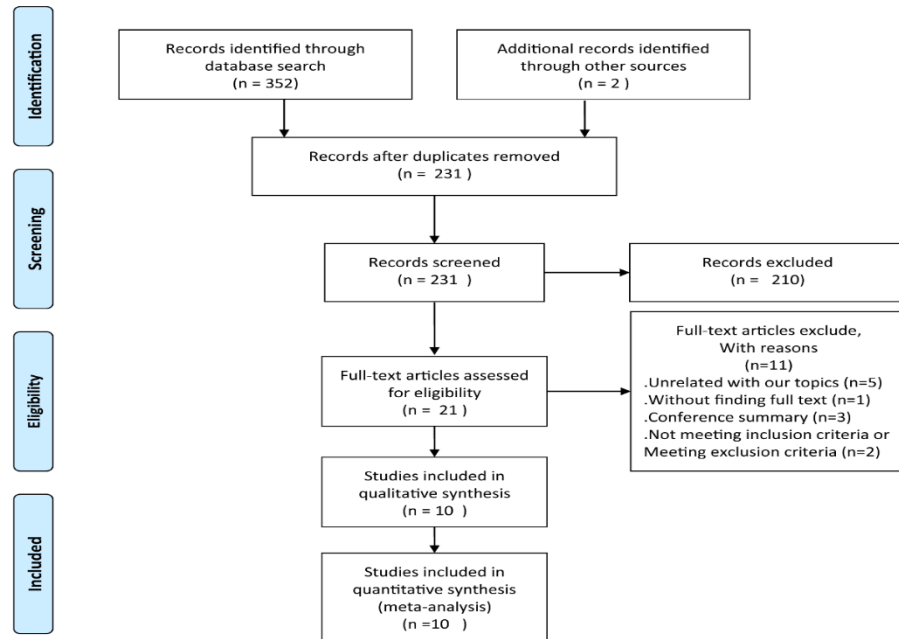 Identification
Records identified through
database search
(n = 352)
Additional records identified
through other sources
(n = 2 )
Records after duplicates removed
(n = 231 )
Screening
Records screened
(n = 231 )
Records excluded
(n = 210)
Eligibility
Full-text articles assessed
for eligibility
(n = 21 )
Full-text articles exclude,
With reasons
(n=11)
.Unrelated with our topics (n=5)
.Without finding full text (n=1)
.Conference summary (n=3)
.Not meeting inclusion criteria or
Meeting exclusion criteria (n=2)
Studies included in
qualitative synthesis
(n = 10 )
Included
Studies included in
quantitative synthesis
(meta-analysis)
(n =10 )